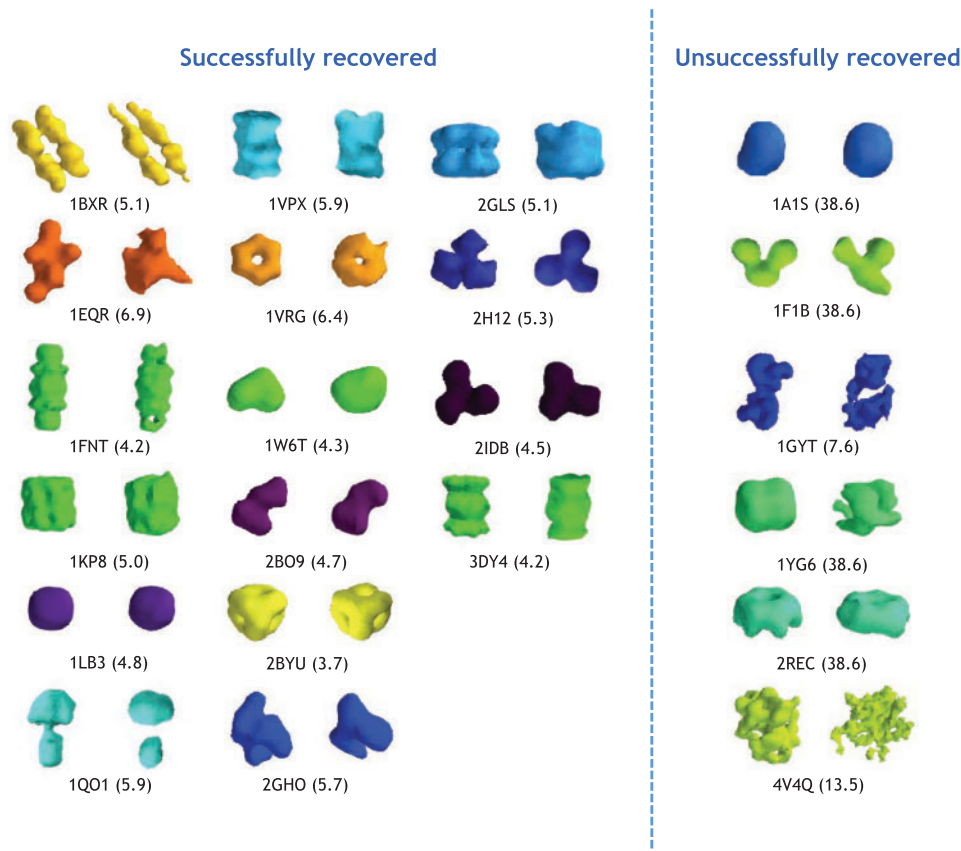 Successfully recovered
Unsuccessfully recovered
1BXR (5.1)
1VPX (5.9)
2GLS (5.1)
1A1S (38.6)
1EQR (6.9)
1VRG (6.4)
2H12 (5.3)
1F1B (38.6)
1FNT (4.2)
1W6T (4.3)
2IDB (4.5)
1GYT (7.6)
1KP8 (5.0)
2BO9 (4.7)
3DY4 (4.2)
1YG6 (38.6)
1LB3 (4.8)
2BYU (3.7)
2REC (38.6)
1QO1 (5.9)
2GHO (5.7)
4V4Q (13.5)